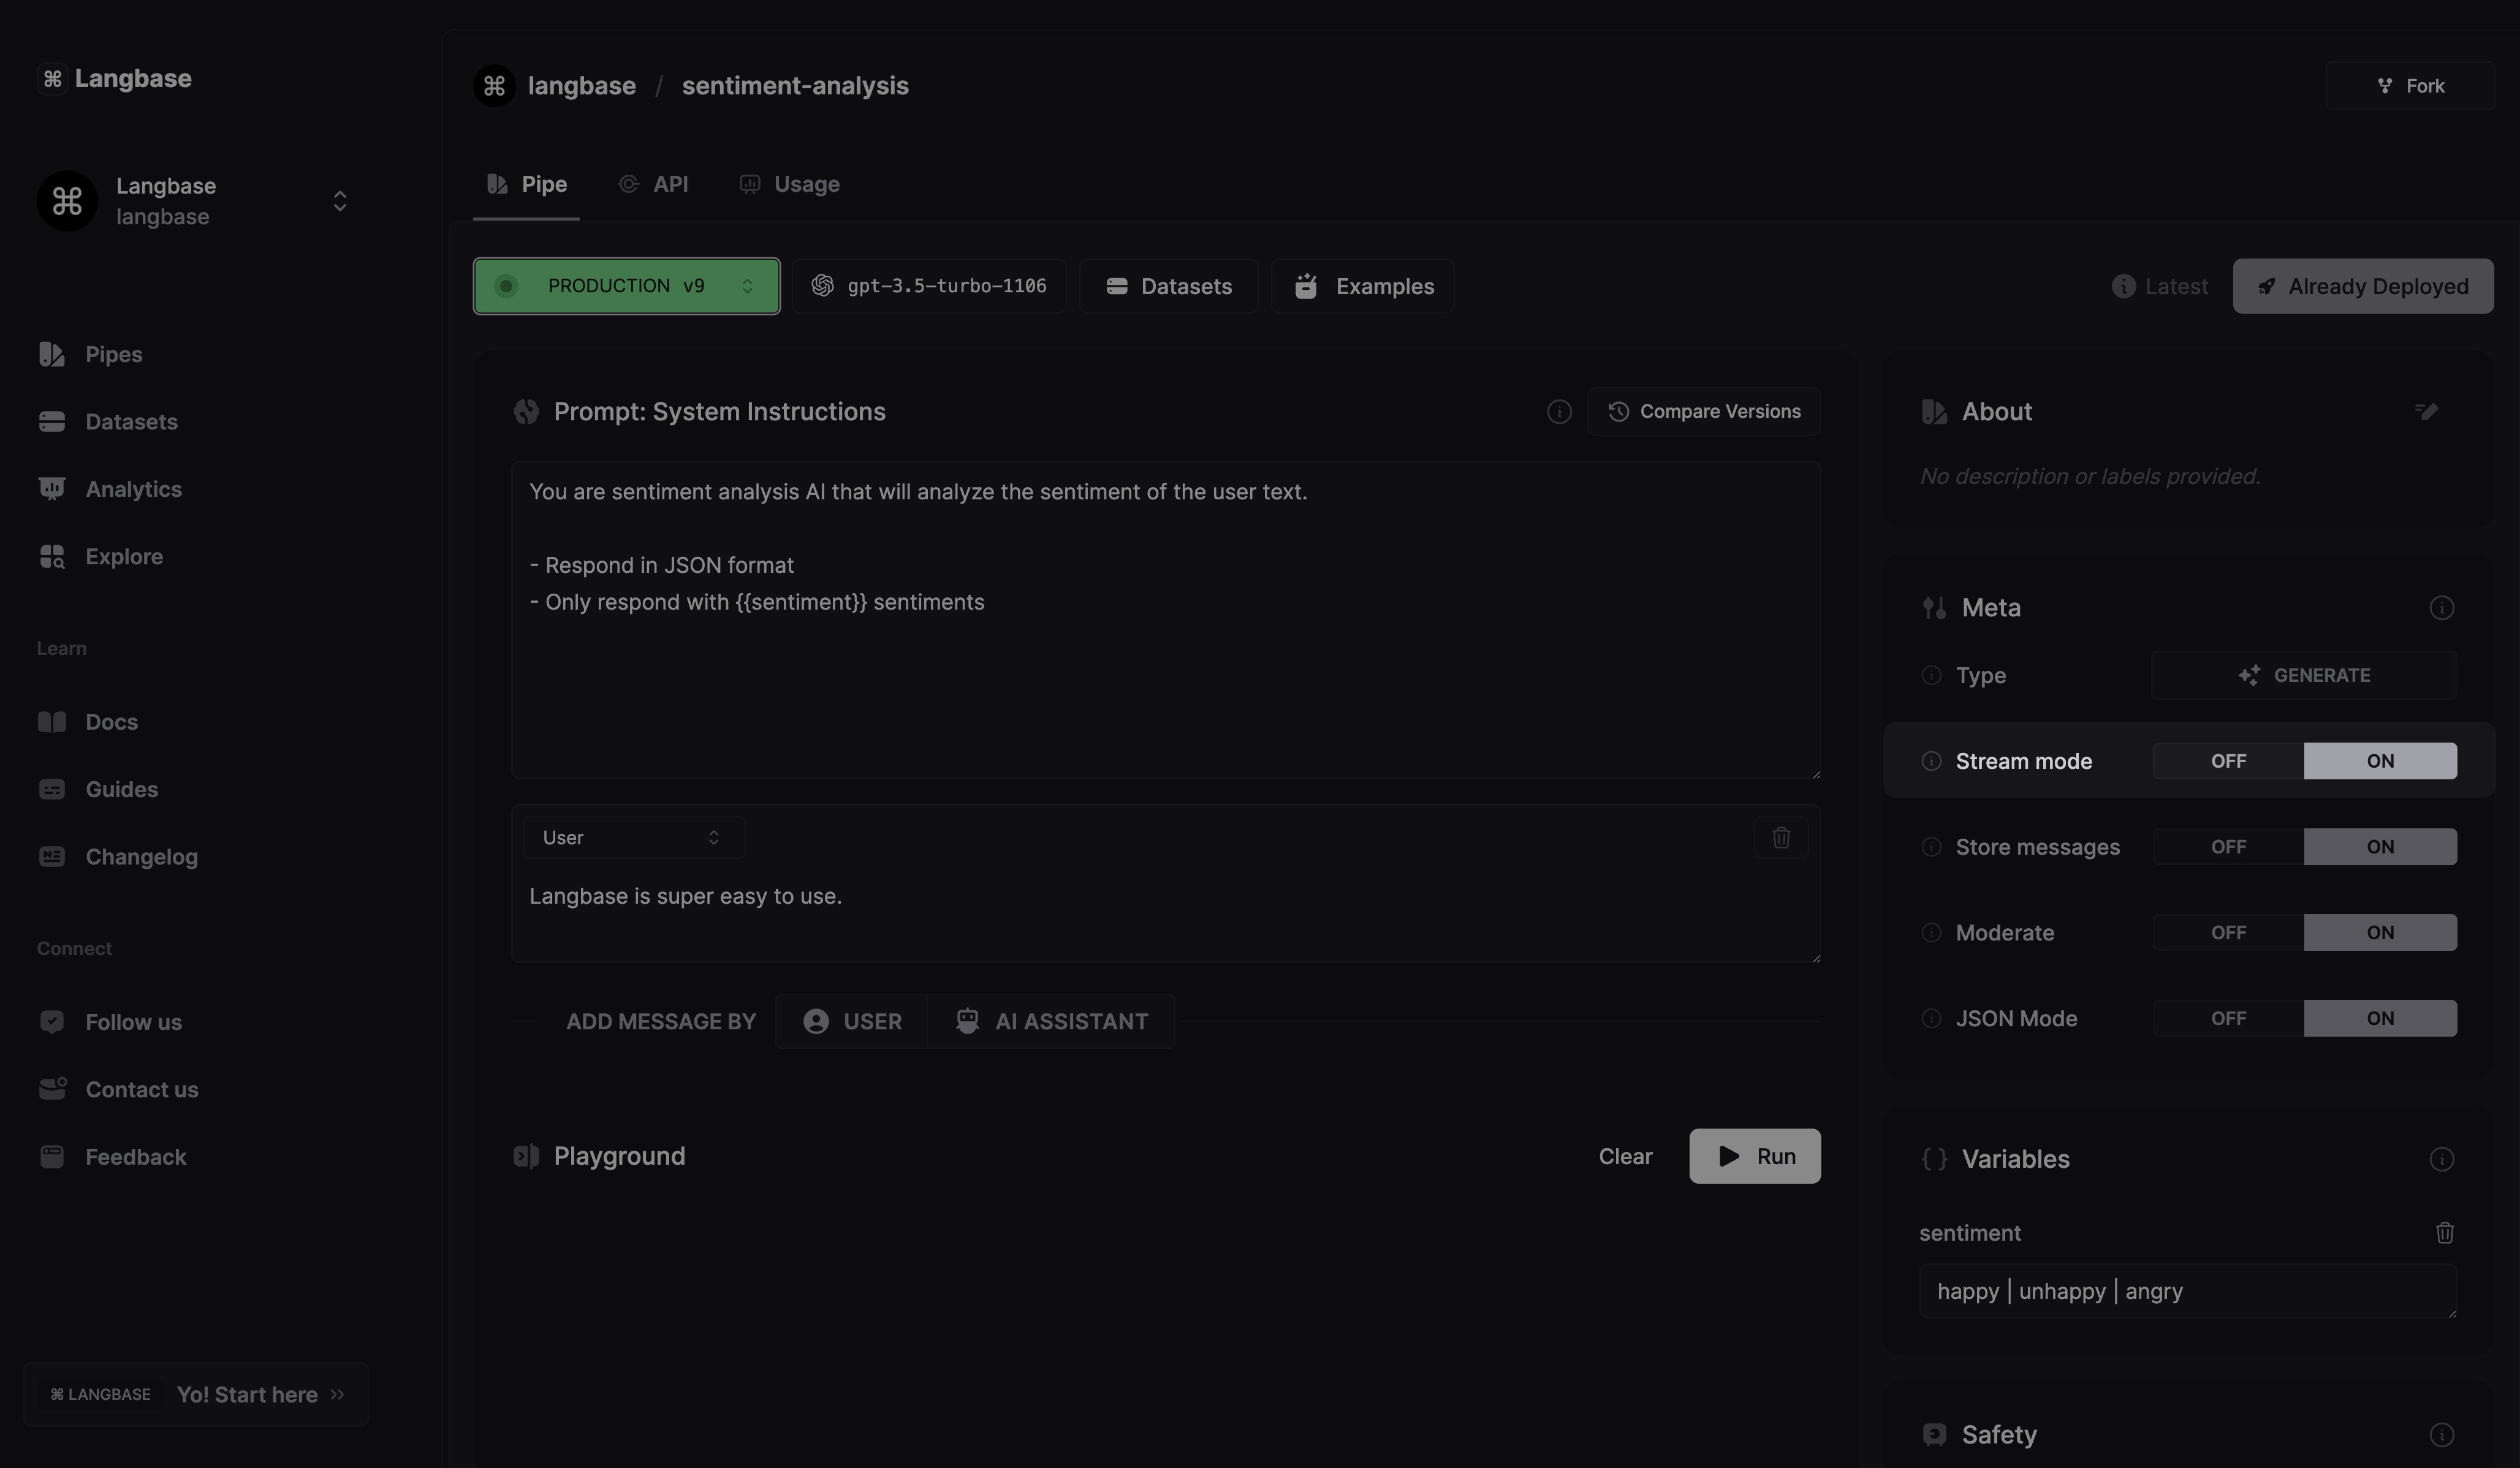 Langbase
Langbase
langbase
Pipes
Datasets
Analytics
Explore
Learn
Docs
Guides
Changelog
Connect
Follow us
Contact us
Feedback
⌘ LANGBASE Yo! Start here
langbase / sentiment-analysis
Fork
Pipe API Usage
PRODUCTION v9 gpt-3.5-turbo-1106 Datasets Examples
Latest Already Deployed
Prompt: System Instructions
Compare Versions
You are sentiment analysis AI that will analyze the sentiment of the user text.
- Respond in JSON format
- Only respond with {{sentiment}} sentiments
User
Langbase is super easy to use.
ADD MESSAGE BY USER AI ASSISTANT
Playground
Clear Run
About
No description or labels provided.
Meta
Type GENERATE
Stream mode OFF ON
Store messages OFF ON
Moderate OFF ON
JSON Mode OFF ON
Variables
sentiment
happy | unhappy | angry
Safety